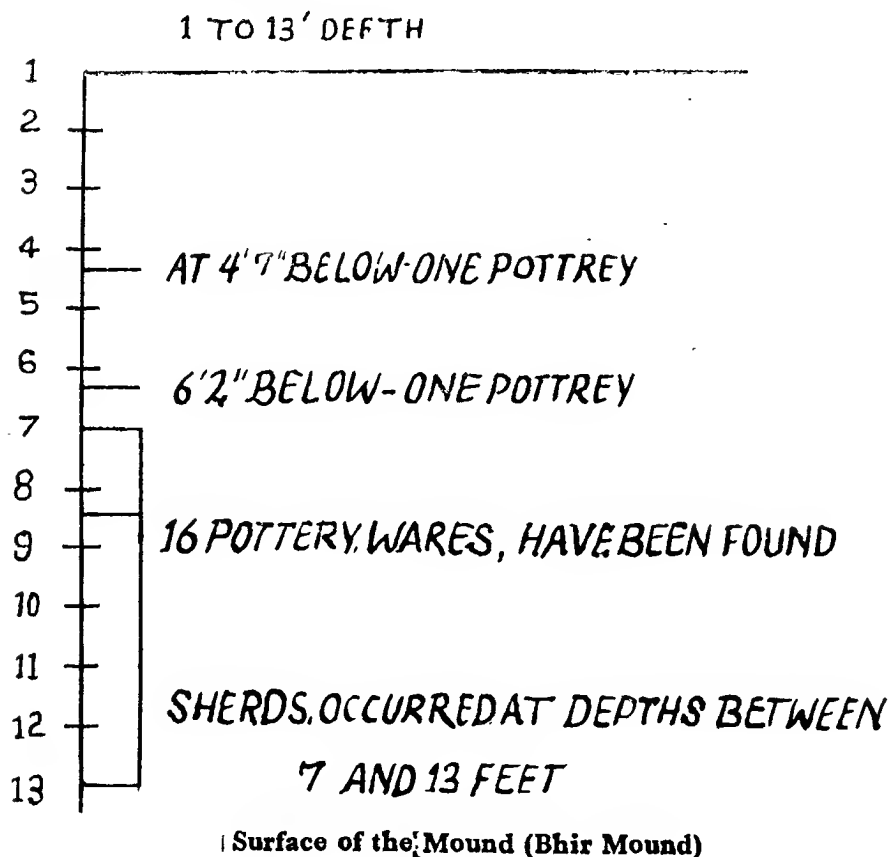 1 TO 13' DEFTH
1
2
3
4
AT 4'7" BELOW-ONE POTTREY
5
6
6'2" BELOW-ONE POTTREY
7
8
16 POTTERY.WARES, HAVE BEEN FOUND
9
10
11
SHERDS.OCCURRED AT DEPTHS BETWEEN
12
7 AND 13 FEET
13
Surface of the Mound (Bhir Mound)